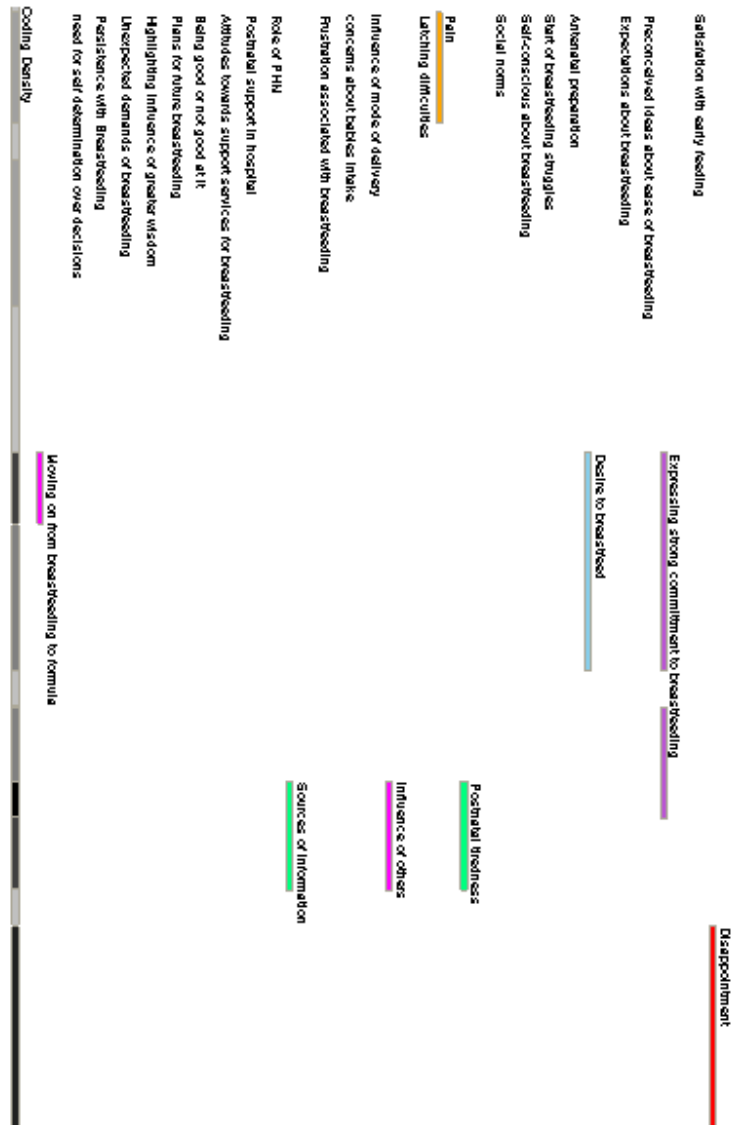 Disappointment
Satisfation with early feeding
Expressing strong committment to breastfeeding
Preconceived ideas about ease of breastfeeding
Expectations about breastfeeding
Desire to breastfeed
Antenatal preparation
Start of breastfeeding struggles
Self-conscious about breastfeeding
Social norms
Postnatal tiredness
Pain
Latching difficulties
Influence of others
Influence of mode of delivery
concerns about babies intake
Frustration associated with breastfeeding
Sources of information
Role of PHN
Postnatal support in hospital
Attitudes towards support services for breastfeeding
Being good or not good at it
Plans for future breastfeeding
Highlighting influence of greater wisdom
Unexpected demands of breastfeeding
Persistence with Breastfeeding
need for self determination over decisions
Moving on from breastfeeding to formula
Coding Density